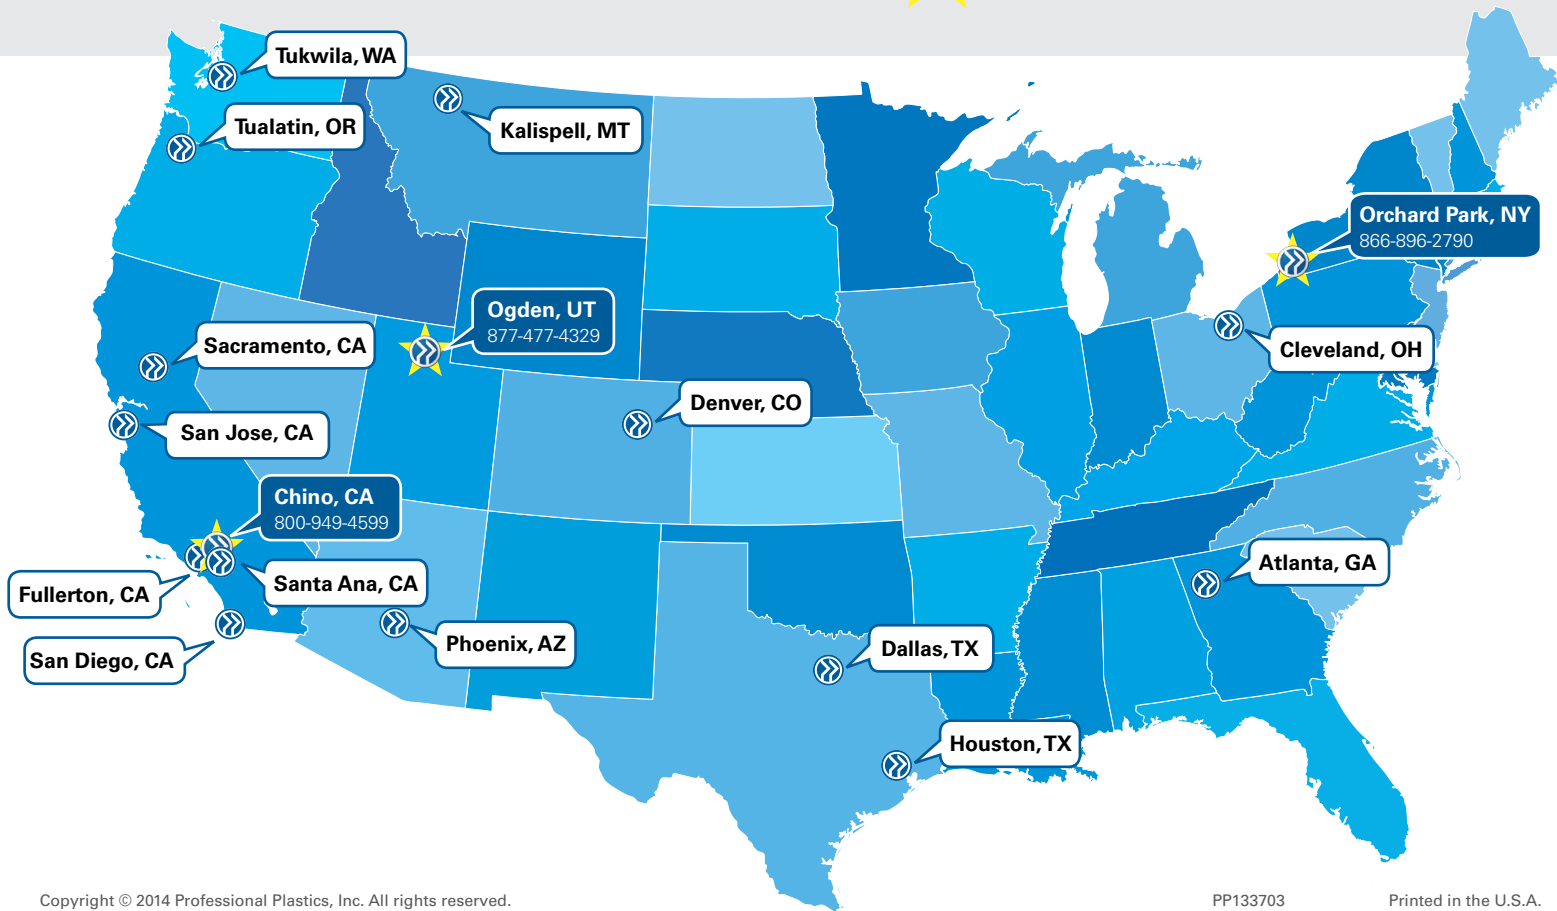 Tukwila, WA
Tualatin, OR
Kalispell, MT
Orchard Park, NY
866-896-2790
Ogden, UT
877-477-4329
Sacramento, CA
Cleveland, OH
Denver, CO
San Jose, CA
Chino, CA
800-949-4599
Atlanta, GA
Santa Ana, CA
Fullerton, CA
Phoenix, AZ
Dallas, TX
San Diego, CA
Houston, TX
Copyright © 2014 Professional Plastics, Inc. All rights reserved.
PP133703
Printed in the U.S.A.